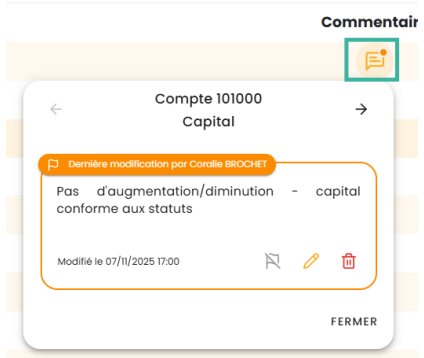 Commentair
Compte 101000
Capital
Dernière modification par Coralie BROCHET
Pas d'augmentation/diminution - capital
conforme aux statuts
Modifié le 07/11/2025 17:00
FERMER